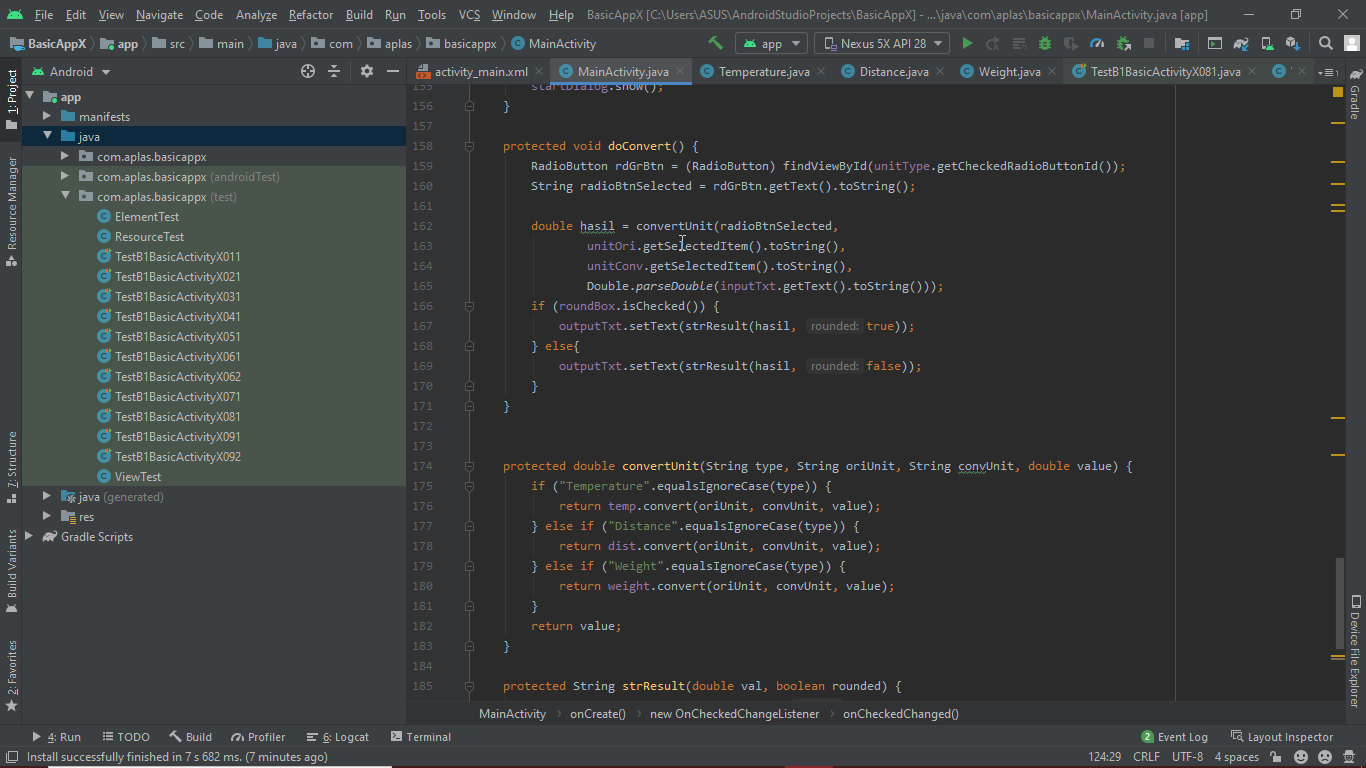 File Edit View Navigate Code Analyze Refactor Build Run Tools VCS Window Help BasicAppX [C:\Users\ASUS\AndroidStudioProjects\BasicAppX] - ...\java\com\aplas\basicappx\MainActivity.java [app]
BasicAppX app src main java com aplas basicappx MainActivity app Nexus 5X API 28
Android activity_main.xml MainActivity.java Temperature.java Distance.java Weight.java TestB1BasicActivityX081.java
1: Project
Resource Manager
7: Structure
Build Variants
2: Favorites
app
manifests
java
com.aplas.basicappx
com.aplas.basicappx (androidTest)
com.aplas.basicappx (test)
ElementTest
ResourceTest
TestB1BasicActivityX011
TestB1BasicActivityX021
TestB1BasicActivityX031
TestB1BasicActivityX041
TestB1BasicActivityX051
TestB1BasicActivityX061
TestB1BasicActivityX062
TestB1BasicActivityX071
TestB1BasicActivityX081
TestB1BasicActivityX091
TestB1BasicActivityX092
ViewTest
java (generated)
res
Gradle Scripts
155 startDialog.show();
156 }
157
158 protected void doConvert() {
159 RadioButton rdGrBtn = (RadioButton) findViewById(unitType.getCheckedRadioButtonId());
160 String radioBtnSelected = rdGrBtn.getText().toString();
161
162 double hasil = convertUnit(radioBtnSelected,
163 unitOri.getSelectedItem().toString(),
164 unitConv.getSelectedItem().toString(),
165 Double.parseDouble(inputTxt.getText().toString()));
166 if (roundBox.isChecked()) {
167 outputTxt.setText(strResult(hasil, rounded: true));
168 } else{
169 outputTxt.setText(strResult(hasil, rounded: false));
170 }
171 }
172
173
174 protected double convertUnit(String type, String oriUnit, String convUnit, double value) {
175 if ("Temperature".equalsIgnoreCase(type)) {
176 return temp.convert(oriUnit, convUnit, value);
177 } else if ("Distance".equalsIgnoreCase(type)) {
178 return dist.convert(oriUnit, convUnit, value);
179 } else if ("Weight".equalsIgnoreCase(type)) {
180 return weight.convert(oriUnit, convUnit, value);
181 }
182 return value;
183 }
184
185 protected String strResult(double val, boolean rounded) {
Gradle
Device File Explorer
MainActivity onCreate() new OnCheckedChangeListener onCheckedChanged()
4: Run TODO Build Profiler 6: Logcat Terminal 2 Event Log Layout Inspector
Install successfully finished in 7 s 682 ms. (7 minutes ago) 124:29 CRLF UTF-8 4 spaces